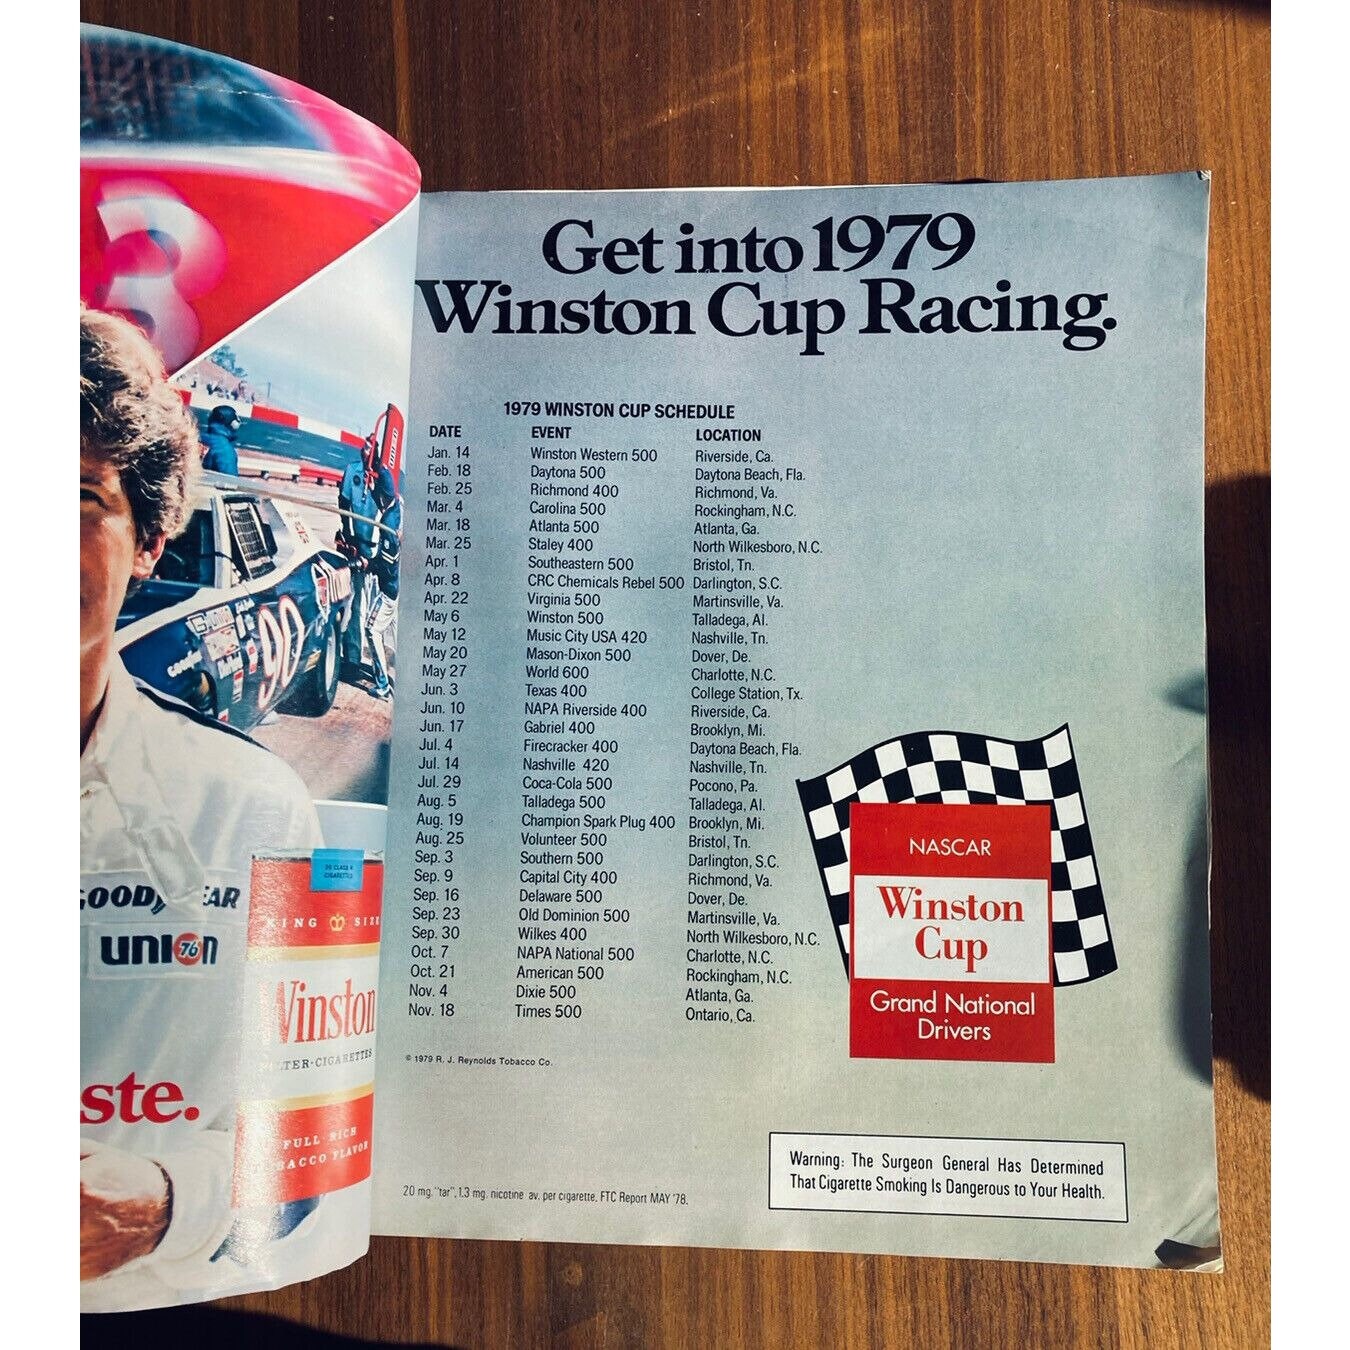 3
90
GOODYEAR
UNION
76
20 CLASS A
CIGARETTES
KING SIZE
Winston
FILTER-CIGARETTES
FULL RICH
TOBACCO FLAVOR
ste.
Get into 1979
Winston Cup Racing.
1979 WINSTON CUP SCHEDULE
DATE EVENT LOCATION
Jan. 14 Winston Western 500 Riverside, Ca.
Feb. 18 Daytona 500 Daytona Beach, Fla.
Feb. 25 Richmond 400 Richmond, Va.
Mar. 4 Carolina 500 Rockingham, N.C.
Mar. 18 Atlanta 500 Atlanta, Ga.
Mar. 25 Staley 400 North Wilkesboro, N.C.
Apr. 1 Southeastern 500 Bristol, Tn.
Apr. 8 CRC Chemicals Rebel 500 Darlington, S.C.
Apr. 22 Virginia 500 Martinsville, Va.
May 6 Winston 500 Talladega, Al.
May 12 Music City USA 420 Nashville, Tn.
May 20 Mason-Dixon 500 Dover, De.
May 27 World 600 Charlotte, N.C.
Jun. 3 Texas 400 College Station, Tx.
Jun. 10 NAPA Riverside 400 Riverside, Ca.
Jun. 17 Gabriel 400 Brooklyn, Mi.
Jul. 4 Firecracker 400 Daytona Beach, Fla.
Jul. 14 Nashville 420 Nashville, Tn.
Jul. 29 Coca-Cola 500 Pocono, Pa.
Aug. 5 Talladega 500 Talladega, Al.
Aug. 19 Champion Spark Plug 400 Brooklyn, Mi.
Aug. 25 Volunteer 500 Bristol, Tn.
Sep. 3 Southern 500 Darlington, S.C.
Sep. 9 Capital City 400 Richmond, Va.
Sep. 16 Delaware 500 Dover, De.
Sep. 23 Old Dominion 500 Martinsville, Va.
Sep. 30 Wilkes 400 North Wilkesboro, N.C.
Oct. 7 NAPA National 500 Charlotte, N.C.
Oct. 21 American 500 Rockingham, N.C.
Nov. 4 Dixie 500 Atlanta, Ga.
Nov. 18 Times 500 Ontario, Ca.
© 1979 R. J. Reynolds Tobacco Co.
NASCAR
Winston
Cup
Grand National
Drivers
Warning: The Surgeon General Has Determined
That Cigarette Smoking Is Dangerous to Your Health.
20 mg. "tar", 1.3 mg. nicotine av. per cigarette, FTC Report MAY '78.